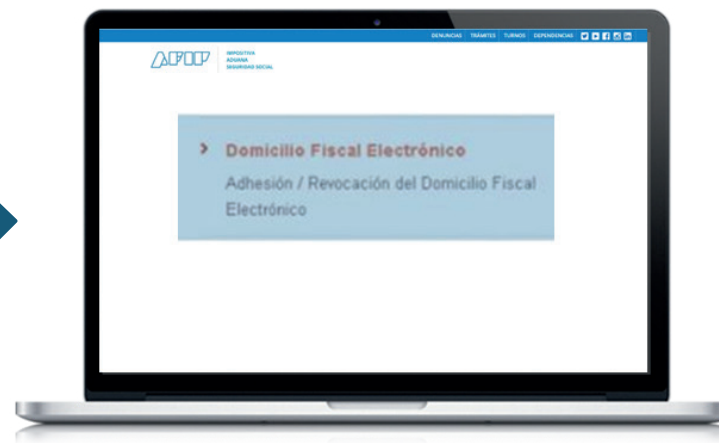 DENUNCIAS TRÁMITES TURNOS DEPENDENCIAS
AFIP
IMPOSITIVA
ADUANA
SEGURIDAD SOCIAL
Domicilio Fiscal Electrónico
Adhesión / Revocación del Domicilio Fiscal
Electrónico